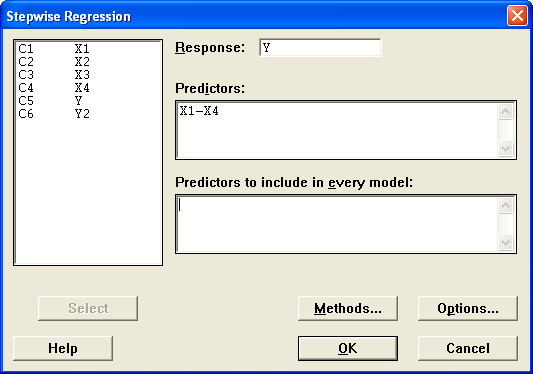 Stepwise Regression
C1 X1
C2 X2
C3 X3
C4 X4
C5 Y
C6 Y2
Response: Y
Predictors:
X1-X4
Predictors to include in every model:
Select
Methods...
Options...
Help
OK
Cancel